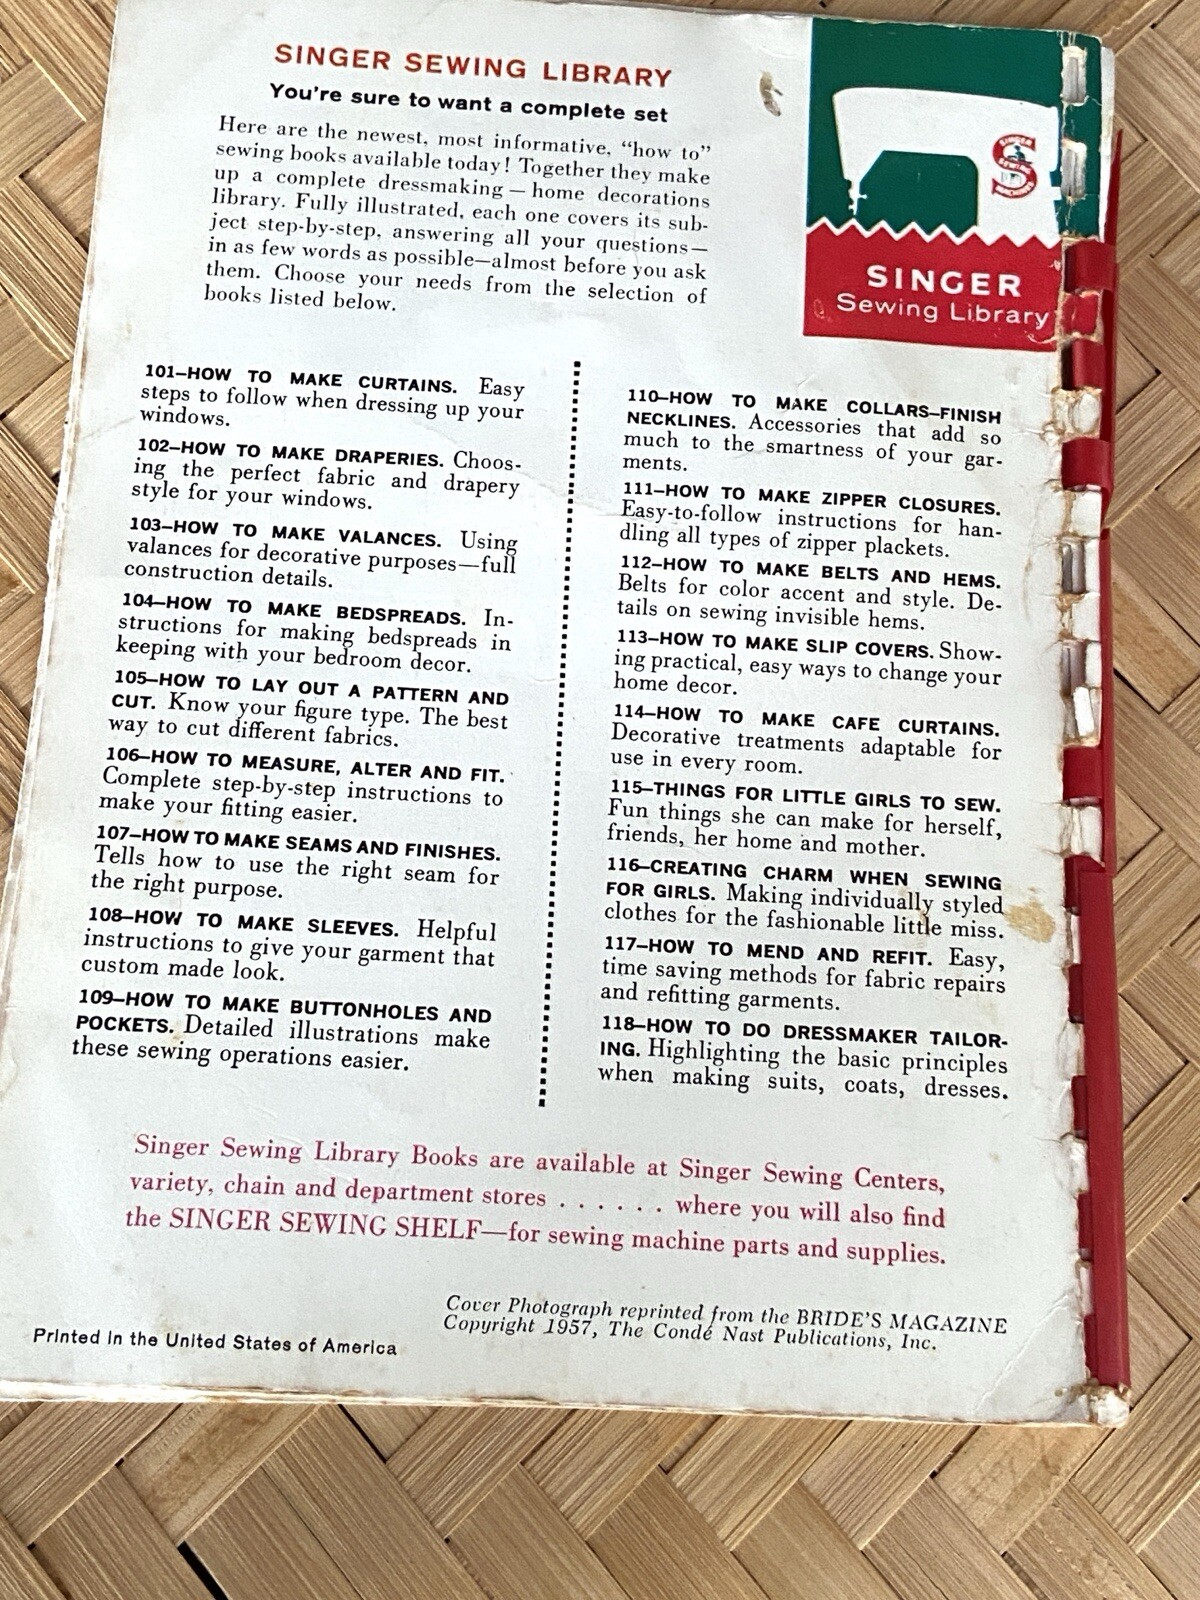 SINGER SEWING LIBRARY
You're sure to want a complete set
Here are the newest, most informative, “how to”
sewing books available today! Together they make
up a complete dressmaking — home decorations
library. Fully illustrated, each one covers its sub-
ject step-by-step, answering all your questions—
in as few words as possible—almost before you ask
them. Choose your needs from the selection of
books listed below.
SINGER
SEWING
MACHINES
SINGER
Sewing Library
101–HOW TO MAKE CURTAINS. Easy
steps to follow when dressing up your
windows.
102–HOW TO MAKE DRAPERIES. Choos-
ing the perfect fabric and drapery
style for your windows.
103–HOW TO MAKE VALANCES. Using
valances for decorative purposes—full
construction details.
104–HOW TO MAKE BEDSPREADS. In-
structions for making bedspreads in
keeping with your bedroom decor.
105–HOW TO LAY OUT A PATTERN AND
CUT. Know your figure type. The best
way to cut different fabrics.
106–HOW TO MEASURE, ALTER AND FIT.
Complete step-by-step instructions to
make your fitting easier.
107–HOW TO MAKE SEAMS AND FINISHES.
Tells how to use the right seam for
the right purpose.
108–HOW TO MAKE SLEEVES. Helpful
instructions to give your garment that
custom made look.
109–HOW TO MAKE BUTTONHOLES AND
POCKETS. Detailed illustrations make
these sewing operations easier.
110–HOW TO MAKE COLLARS–FINISH
NECKLINES. Accessories that add so
much to the smartness of your gar-
ments.
111–HOW TO MAKE ZIPPER CLOSURES.
Easy-to-follow instructions for han-
dling all types of zipper plackets.
112–HOW TO MAKE BELTS AND HEMS.
Belts for color accent and style. De-
tails on sewing invisible hems.
113–HOW TO MAKE SLIP COVERS. Show-
ing practical, easy ways to change your
home decor.
114–HOW TO MAKE CAFE CURTAINS.
Decorative treatments adaptable for
use in every room.
115–THINGS FOR LITTLE GIRLS TO SEW.
Fun things she can make for herself,
friends, her home and mother.
116–CREATING CHARM WHEN SEWING
FOR GIRLS. Making individually styled
clothes for the fashionable little miss.
117–HOW TO MEND AND REFIT. Easy,
time saving methods for fabric repairs
and refitting garments.
118–HOW TO DO DRESSMAKER TAILOR-
ING. Highlighting the basic principles
when making suits, coats, dresses.
Singer Sewing Library Books are available at Singer Sewing Centers,
variety, chain and department stores . . . . . . where you will also find
the SINGER SEWING SHELF—for sewing machine parts and supplies.
Cover Photograph reprinted from the BRIDE'S MAGAZINE
Copyright 1957, The Condé Nast Publications, Inc.
Printed in the United States of America